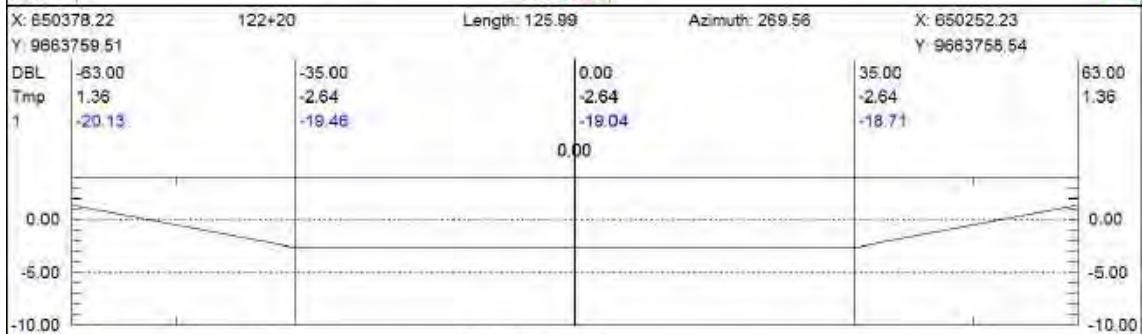 X: 650378.22 122+20 Length: 125.99 Azimuth: 269.56 X: 650252.23
Y: 9663759.51 Y: 9663758.54
DBL -63.00 -35.00 0.00 35.00 63.00
Tmp 1.36 -2.64 -2.64 -2.64 1.36
1 -20.13 -19.46 -19.04 -18.71
0.00
0.00 0.00
-5.00 -5.00
-10.00 -10.00